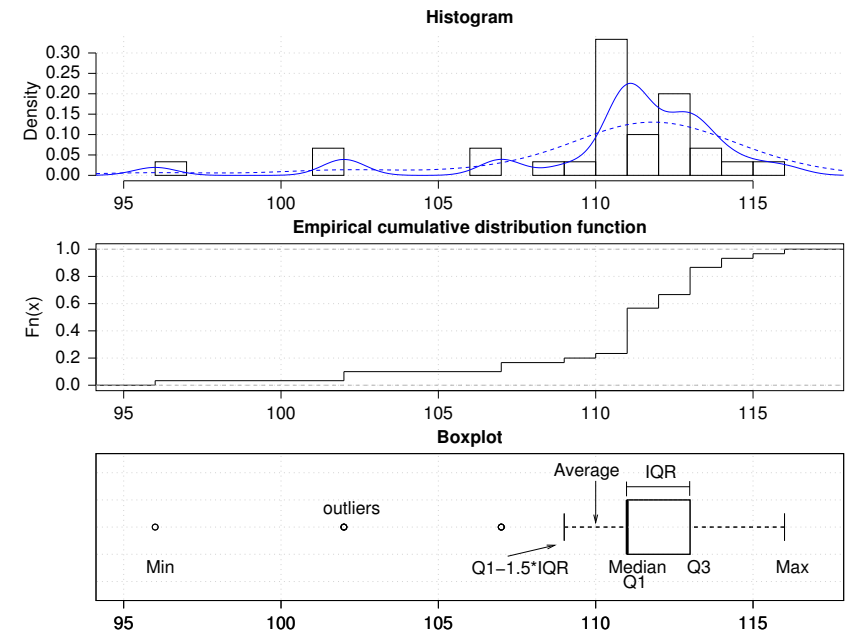 Histogram
Density
0.30
0.25
0.20
0.15
0.10
0.05
0.00
95 100 105 110 115
Empirical cumulative distribution function
Fn(x)
1.0
0.8
0.6
0.4
0.2
0.0
95 100 105 110 115
Boxplot
Average IQR
outliers
Min Q1−1.5*IQR Median Q3 Max
Q1
95 100 105 110 115